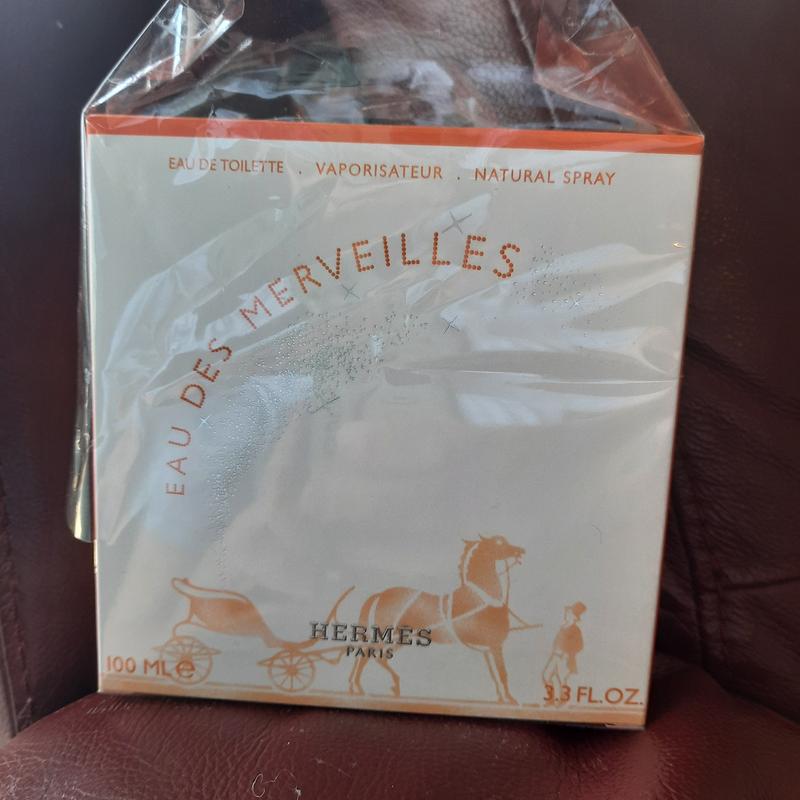 EAU DE TOILETTE . VAPORISATEUR . NATURAL SPRAY
EAU DES MERVEILLES
HERMÈS
PARIS
100 ML e
3.3 FL.OZ.